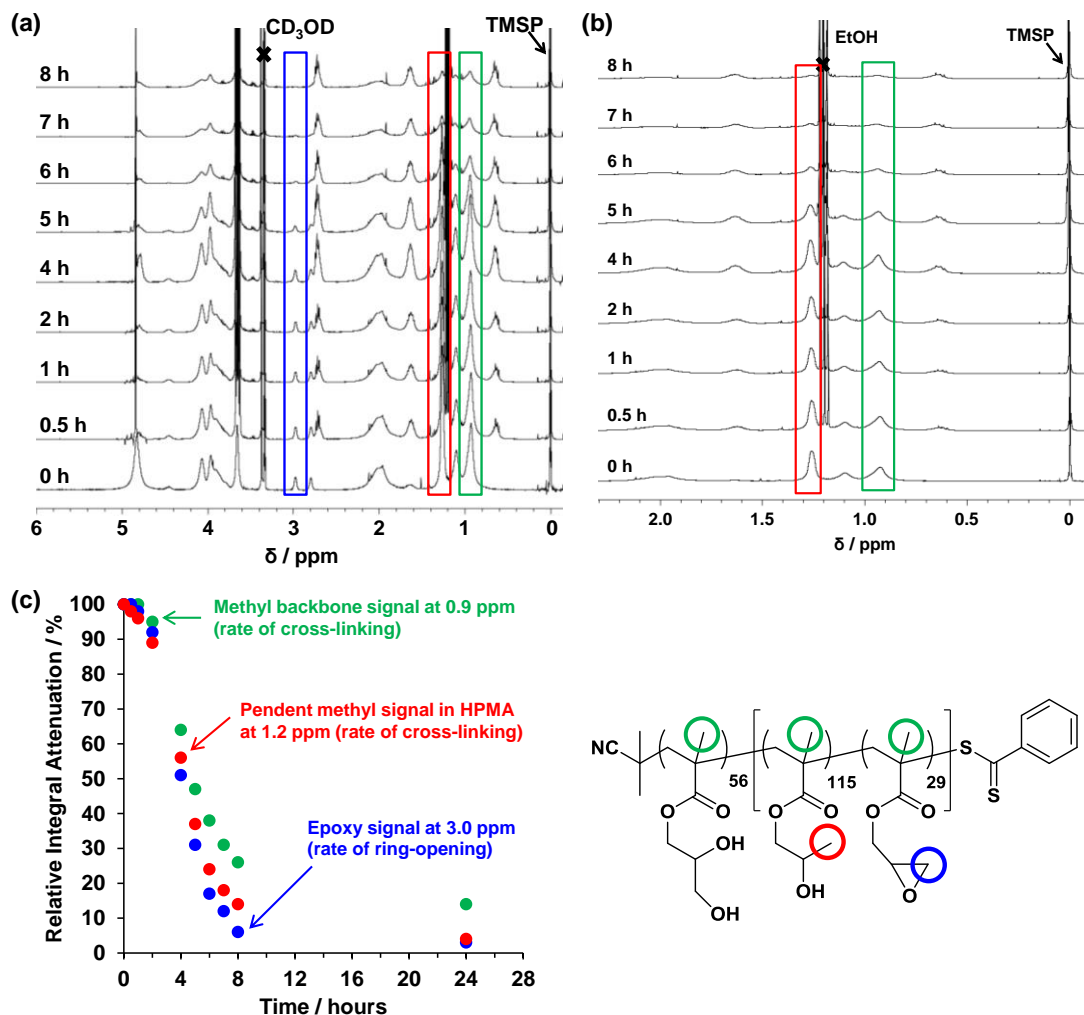 (a)
CD₃OD
TMSP
8 h
7 h
6 h
5 h
4 h
2 h
1 h
0.5 h
0 h
6 5 4 3 2 1 0
δ / ppm
(b)
EtOH
TMSP
8 h
7 h
6 h
5 h
4 h
2 h
1 h
0.5 h
0 h
2.0 1.5 1.0 0.5 0
δ / ppm
(c)
Relative Integral Attenuation / %
100
90
80
70
60
50
40
30
20
10
0
0 4 8 12 16 20 24
Time / hours
Methyl backbone signal at 0.9 ppm
(rate of cross-linking)
Pendent methyl signal in HPMA
at 1.2 ppm (rate of cross-linking)
Epoxy signal at 3.0 ppm
(rate of ring-opening)
NC
56
115
29
S
S
O
O
O
O
O
O
OH
OH
OH
O